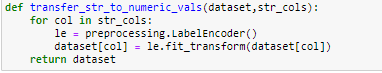 def transfer_str_to_numeric_vals(dataset,str_cols):
    for col in str_cols:
        le = preprocessing.LabelEncoder()
        dataset[col] = le.fit_transform(dataset[col])
    return dataset